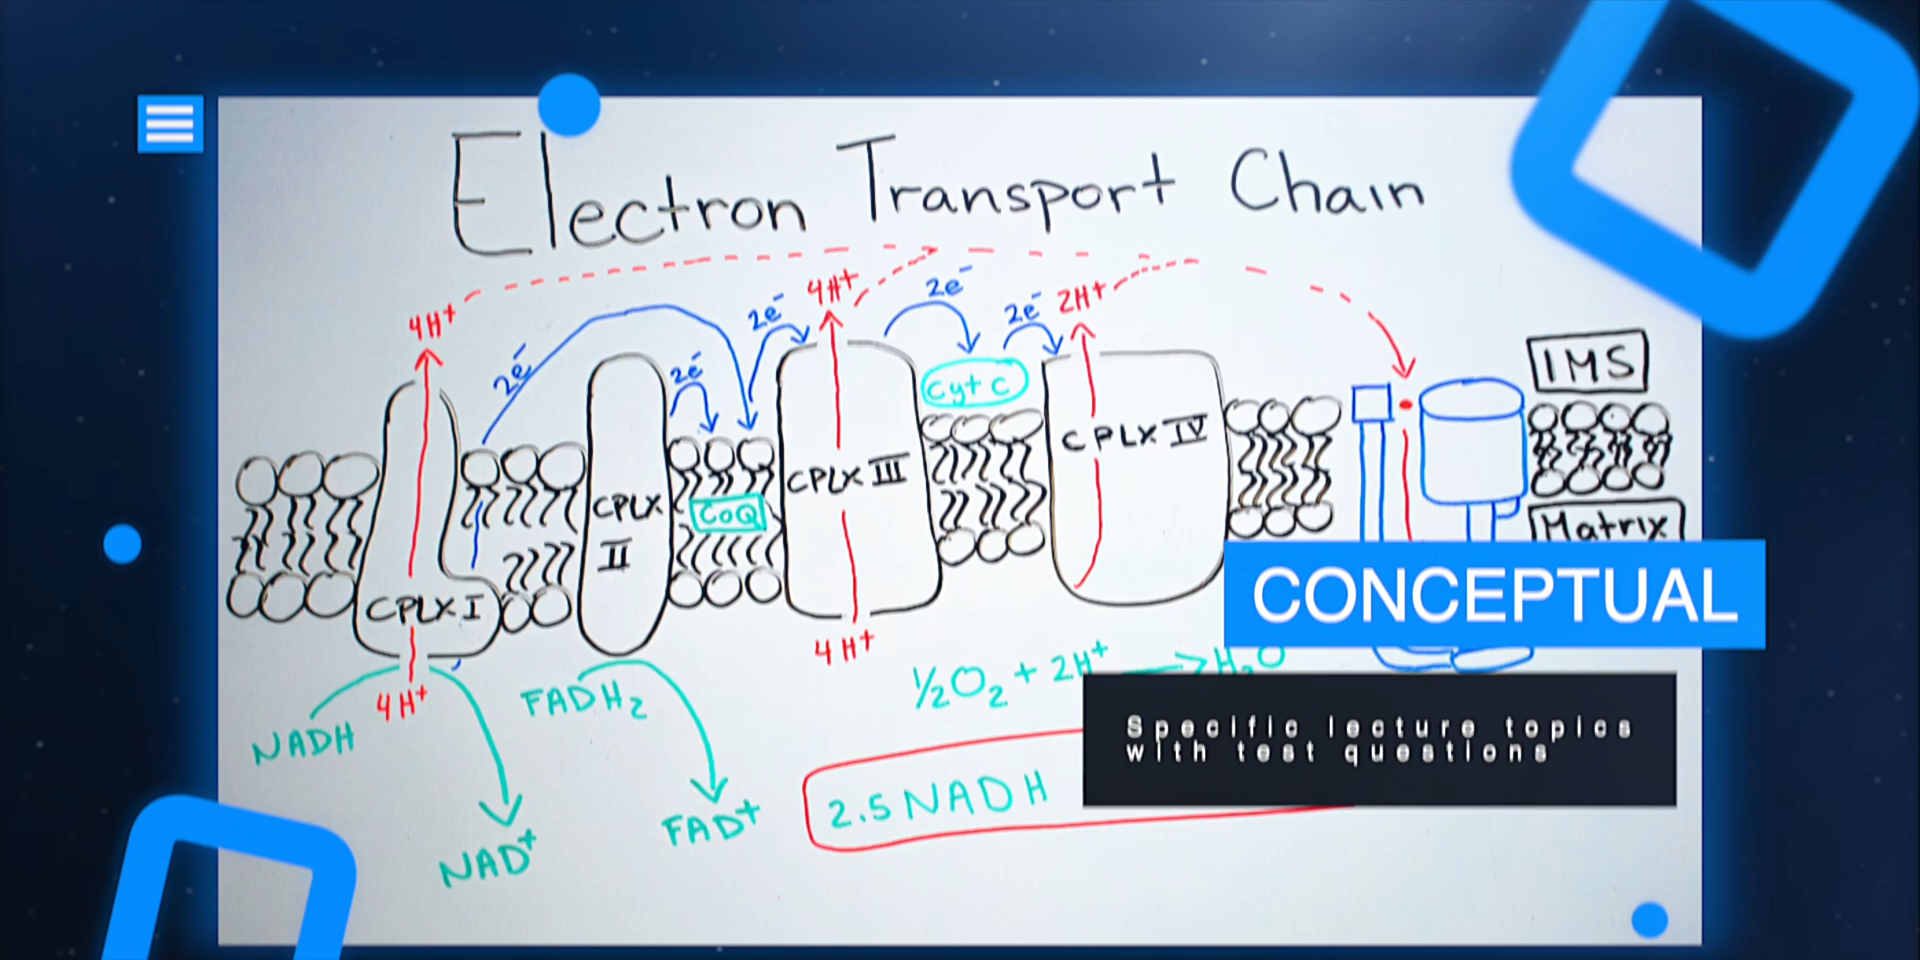 Electron Transport Chain
4H⁺
2e⁻
2e⁻
2e⁻
4H⁺
2e⁻
2e⁻
2H⁺
Cyt c
IMS
CPLX I
CPLX II
CoQ
CPLX III
CPLX IV
Matrix
CONCEPTUAL
4H⁺
4H⁺
NADH
NAD⁺
FADH₂
FAD⁺
½O₂ + 2H⁺ → H₂O
2.5 NADH
Specific lecture topics
with test questions